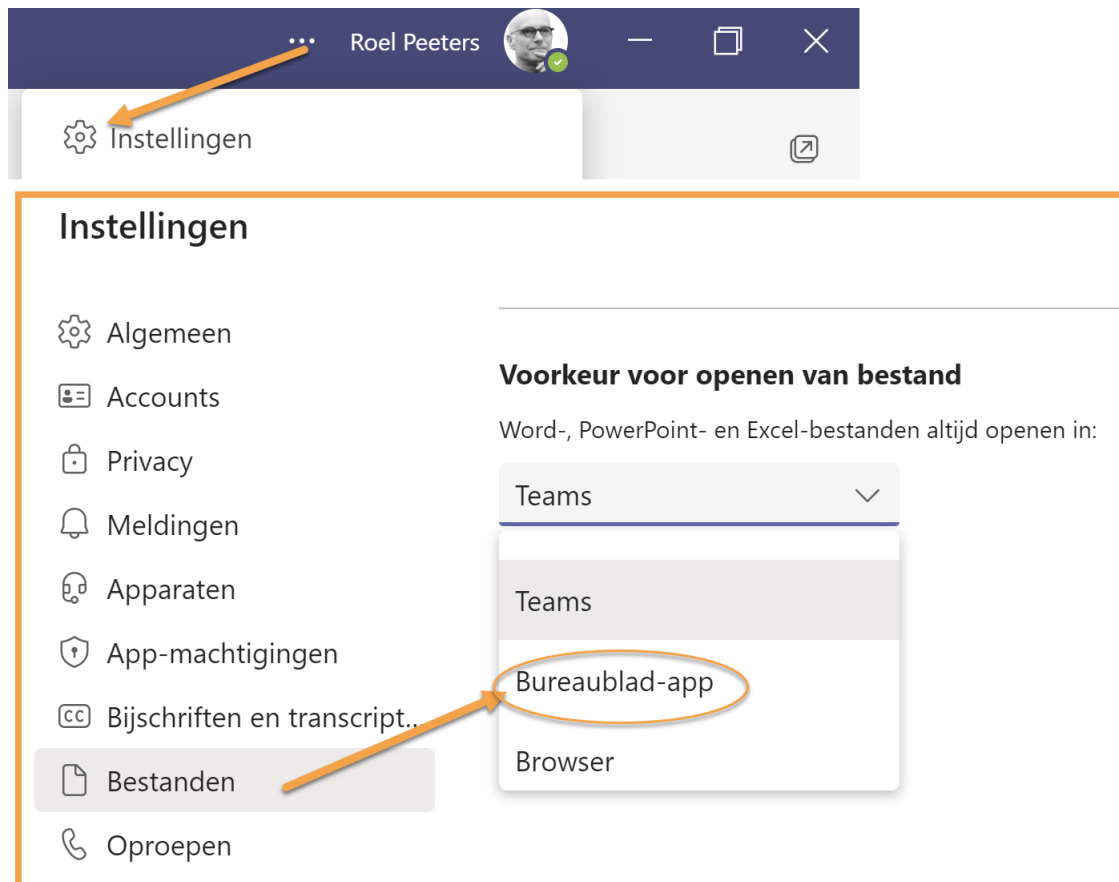 Roel Peeters
Instellingen
Instellingen
Algemeen
Accounts
Privacy
Meldingen
Apparaten
App-machtigingen
CC Bijschriften en transcript...
Bestanden
Oproepen
Voorkeur voor openen van bestand
Word-, PowerPoint- en Excel-bestanden altijd openen in:
Teams
Teams
Bureaublad-app
Browser